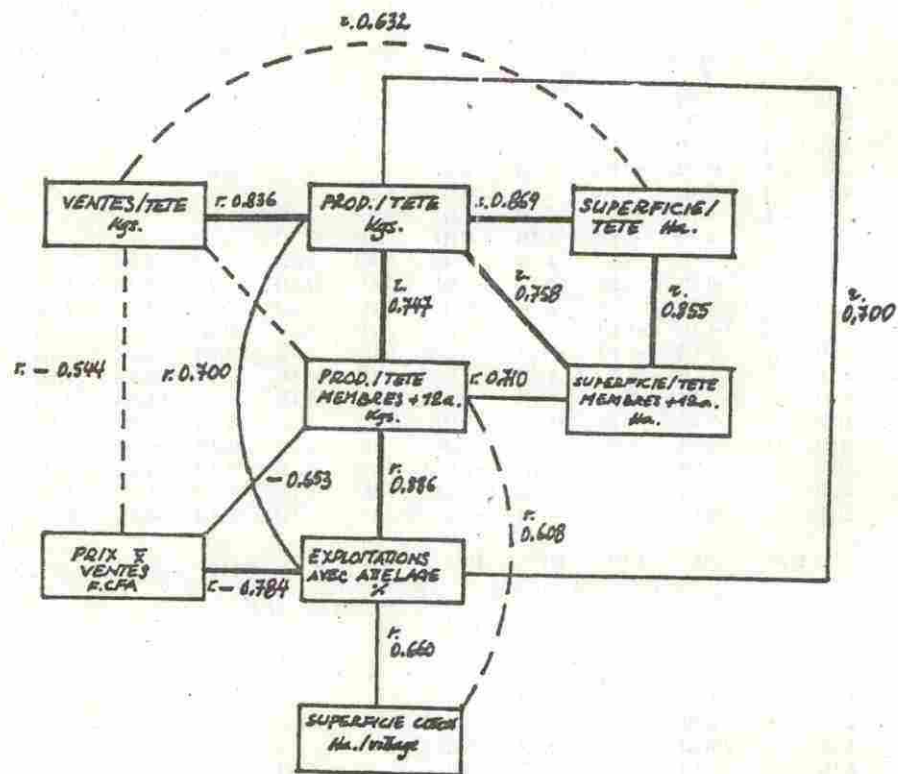 r. 0.632
VENTES/TETE
Kgs.
r. 0.836
PROD./TETE
Kgs.
r. 0.869
SUPERFICIE/
TETE Ha.
r.
0.747
r.
0.758
r.
0.855
r.
0.700
r. - 0.544
r. 0.700
PROD./TETE
MEMBRES +12a.
Kgs.
r. 0.710
SUPERFICIE/TETE
MEMBRES +12a.
Ha.
- 0.653
r.
0.886
r.
0.608
PRIX X̄
VENTES
F.CFA
r. - 0.784
EXPLOITATIONS
AVEC ATTELAGE
%
r.
0.660
SUPERFICIE
Ha./village